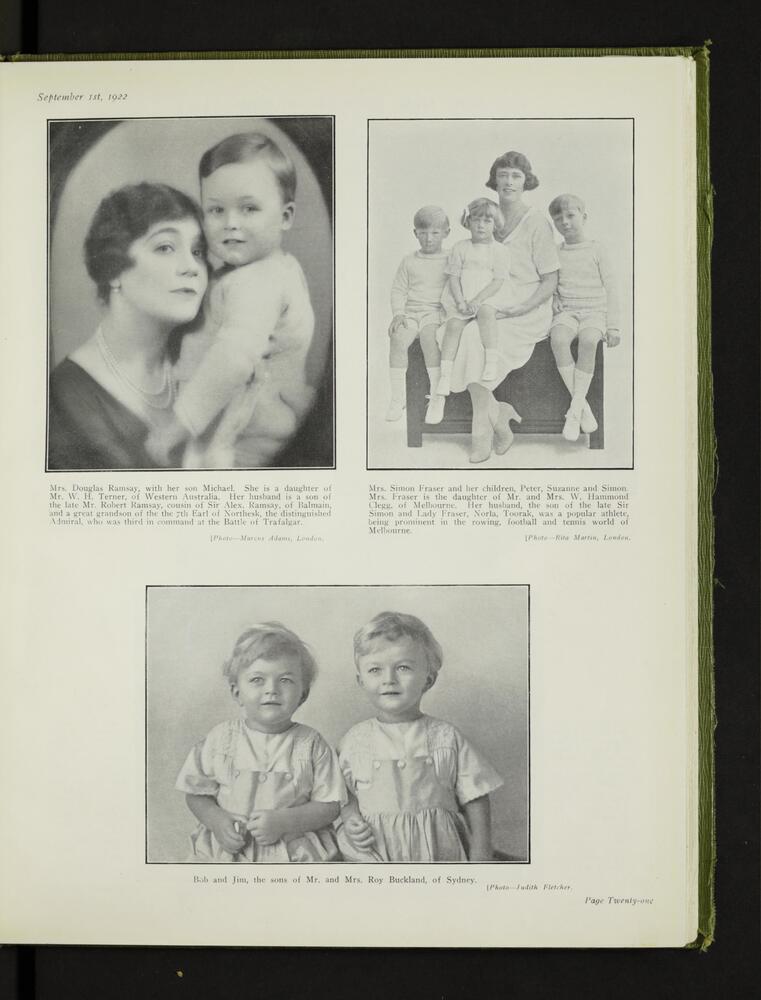 September 1st, 1922
Mrs. Douglas Ramsay, with her son Michael. She is a daughter of
Mr. W. H. Terner, of Western Australia. Her husband is a son of
the late Mr. Robert Ramsay, cousin of Sir Alex. Ramsay, of Balmain,
and a great grandson of the the 7th Earl of Northesk, the distinguished
Admiral, who was third in command at the Battle of Trafalgar.
[Photo—Marcus Adams, London.
Mrs. Simon Fraser and her children, Peter, Suzanne and Simon.
Mrs. Fraser is the daughter of Mr. and Mrs. W. Hammond
Clegg, of Melbourne. Her husband, the son of the late Sir
Simon and Lady Fraser, Norla, Toorak, was a popular athlete,
being prominent in the rowing, football and tennis world of
Melbourne.
[Photo—Rita Martin, London.
Bob and Jim, the sons of Mr. and Mrs. Roy Buckland, of Sydney.
[Photo—Judith Fletcher.
Page Twenty-one